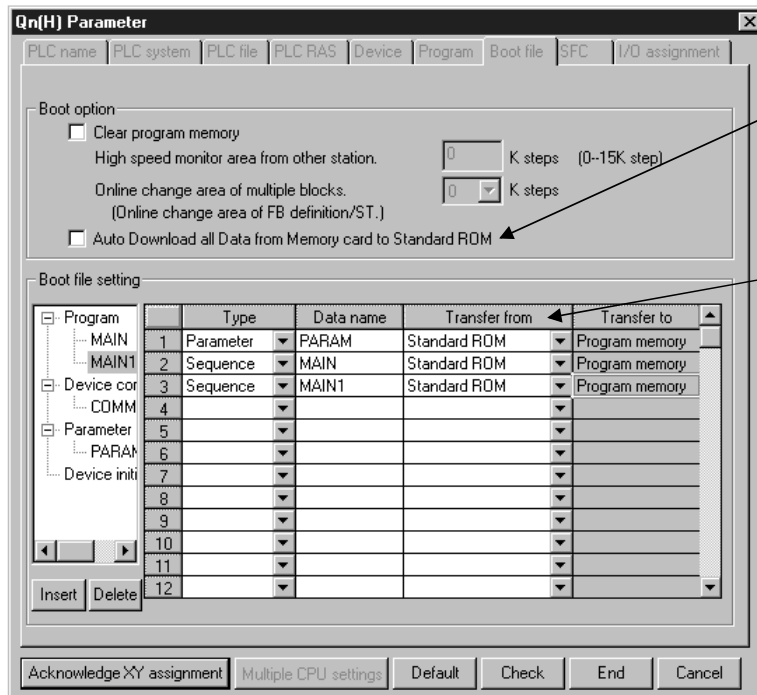 Qn(H) Parameter
PLC name PLC system PLC file PLC RAS Device Program Boot file SFC I/O assignment
Boot option
Clear program memory
High speed monitor area from other station. 0 K steps (0--15K step)
Online change area of multiple blocks. 0 K steps
(Online change area of FB definition/ST.)
Auto Download all Data from Memory card to Standard ROM
Boot file setting
Program
MAIN
MAIN1
Device cor
COMM
Parameter
PARAM
Device initi
Insert Delete
Type Data name Transfer from Transfer to
1 Parameter PARAM Standard ROM Program memory
2 Sequence MAIN Standard ROM Program memory
3 Sequence MAIN1 Standard ROM Program memory
4
5
6
7
8
9
10
11
12
Acknowledge XY assignment Multiple CPU settings Default Check End Cancel